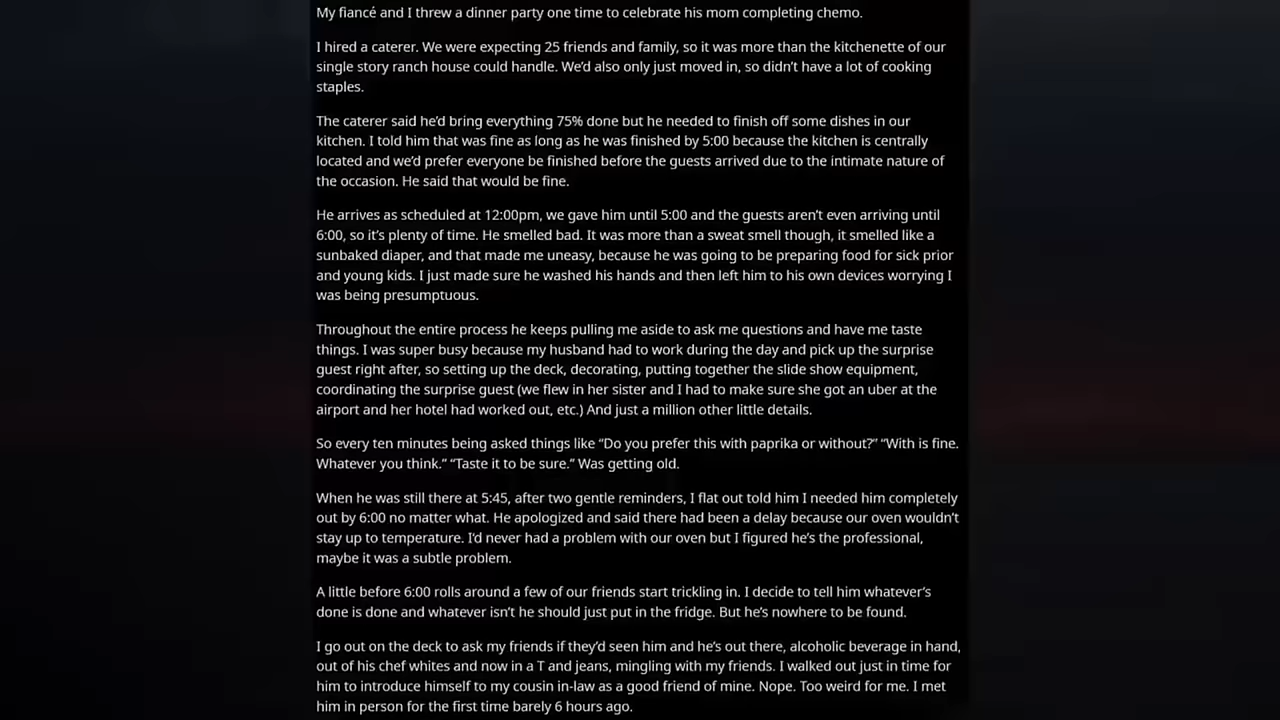 My fiancé and I threw a dinner party one time to celebrate his mom completing chemo.
I hired a caterer. We were expecting 25 friends and family, so it was more than the kitchenette of our
single story ranch house could handle. We'd also only just moved in, so didn't have a lot of cooking
staples.
The caterer said he'd bring everything 75% done but he needed to finish off some dishes in our
kitchen. I told him that was fine as long as he was finished by 5:00 because the kitchen is centrally
located and we'd prefer everyone be finished before the guests arrived due to the intimate nature of
the occasion. He said that would be fine.
He arrives as scheduled at 12:00pm, we gave him until 5:00 and the guests aren't even arriving until
6:00, so it's plenty of time. He smelled bad. It was more than a sweat smell though, it smelled like a
sunbaked diaper, and that made me uneasy, because he was going to be preparing food for sick prior
and young kids. I just made sure he washed his hands and then left him to his own devices worrying I
was being presumptuous.
Throughout the entire process he keeps pulling me aside to ask me questions and have me taste
things. I was super busy because my husband had to work during the day and pick up the surprise
guest right after, so setting up the deck, decorating, putting together the slide show equipment,
coordinating the surprise guest (we flew in her sister and I had to make sure she got an uber at the
airport and her hotel had worked out, etc.) And just a million other little details.
So every ten minutes being asked things like “Do you prefer this with paprika or without?” “With is fine.
Whatever you think.” “Taste it to be sure.” Was getting old.
When he was still there at 5:45, after two gentle reminders, I flat out told him I needed him completely
out by 6:00 no matter what. He apologized and said there had been a delay because our oven wouldn't
stay up to temperature. I'd never had a problem with our oven but I figured he's the professional,
maybe it was a subtle problem.
A little before 6:00 rolls around a few of our friends start trickling in. I decide to tell him whatever's
done is done and whatever isn't he should just put in the fridge. But he's nowhere to be found.
I go out on the deck to ask my friends if they'd seen him and he's out there, alcoholic beverage in hand,
out of his chef whites and now in a T and jeans, mingling with my friends. I walked out just in time for
him to introduce himself to my cousin in-law as a good friend of mine. Nope. Too weird for me. I met
him in person for the first time barely 6 hours ago.